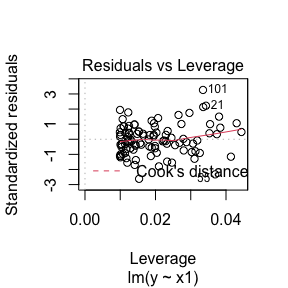 Residuals vs Leverage
Standardized residuals
3
1
-1
-3
101
21
55
Cook's distance
0.00
0.02
0.04
Leverage
lm(y ~ x1)